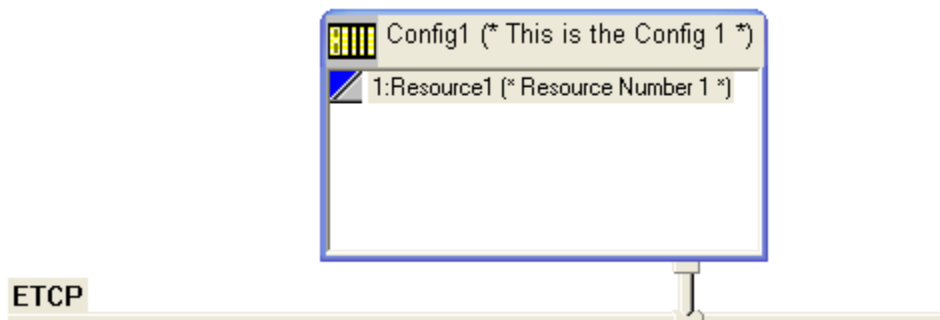 Config1 (* This is the Config 1 *)
1:Resource1 (* Resource Number 1 *)
ETCP